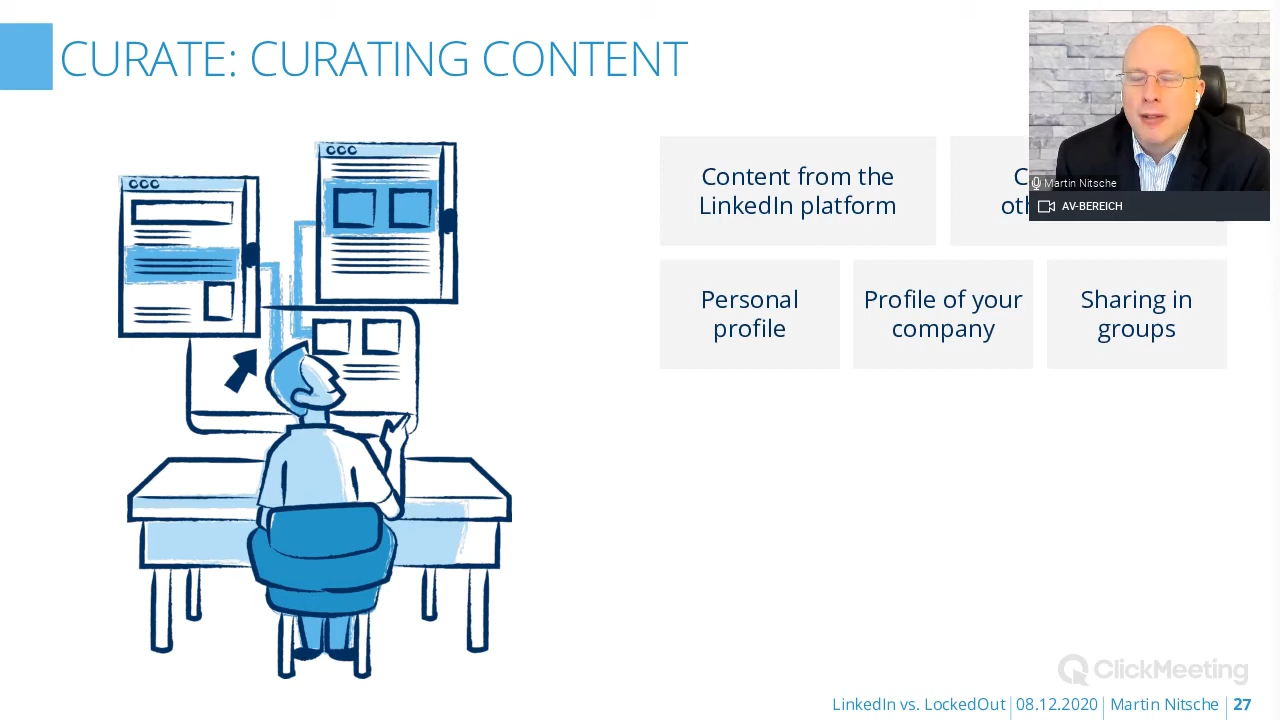 CURATE: CURATING CONTENT
Martin Nitsche
AV-BEREICH
Content from the
LinkedIn platform
Personal
profile
Profile of your
company
Sharing in
groups
ClickMeeting
LinkedIn vs. LockedOut | 08.12.2020 | Martin Nitsche | 27